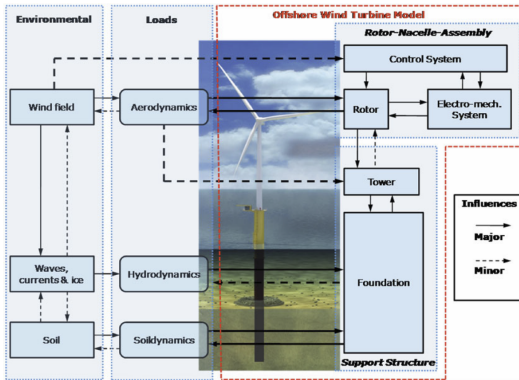 Environmental
Loads
Offshore Wind Turbine Model
Rotor-Nacelle-Assembly
Control System
Wind field
Aerodynamics
Rotor
Electro-mech.
System
Tower
Influences
Major
Minor
Waves,
currents & ice
Hydrodynamics
Foundation
Soil
Soildynamics
Support Structure